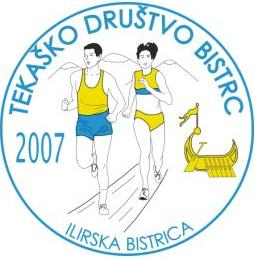 TEKAŠKO DRUŠTVO BISTRC
2007
ILIRSKA BISTRICA